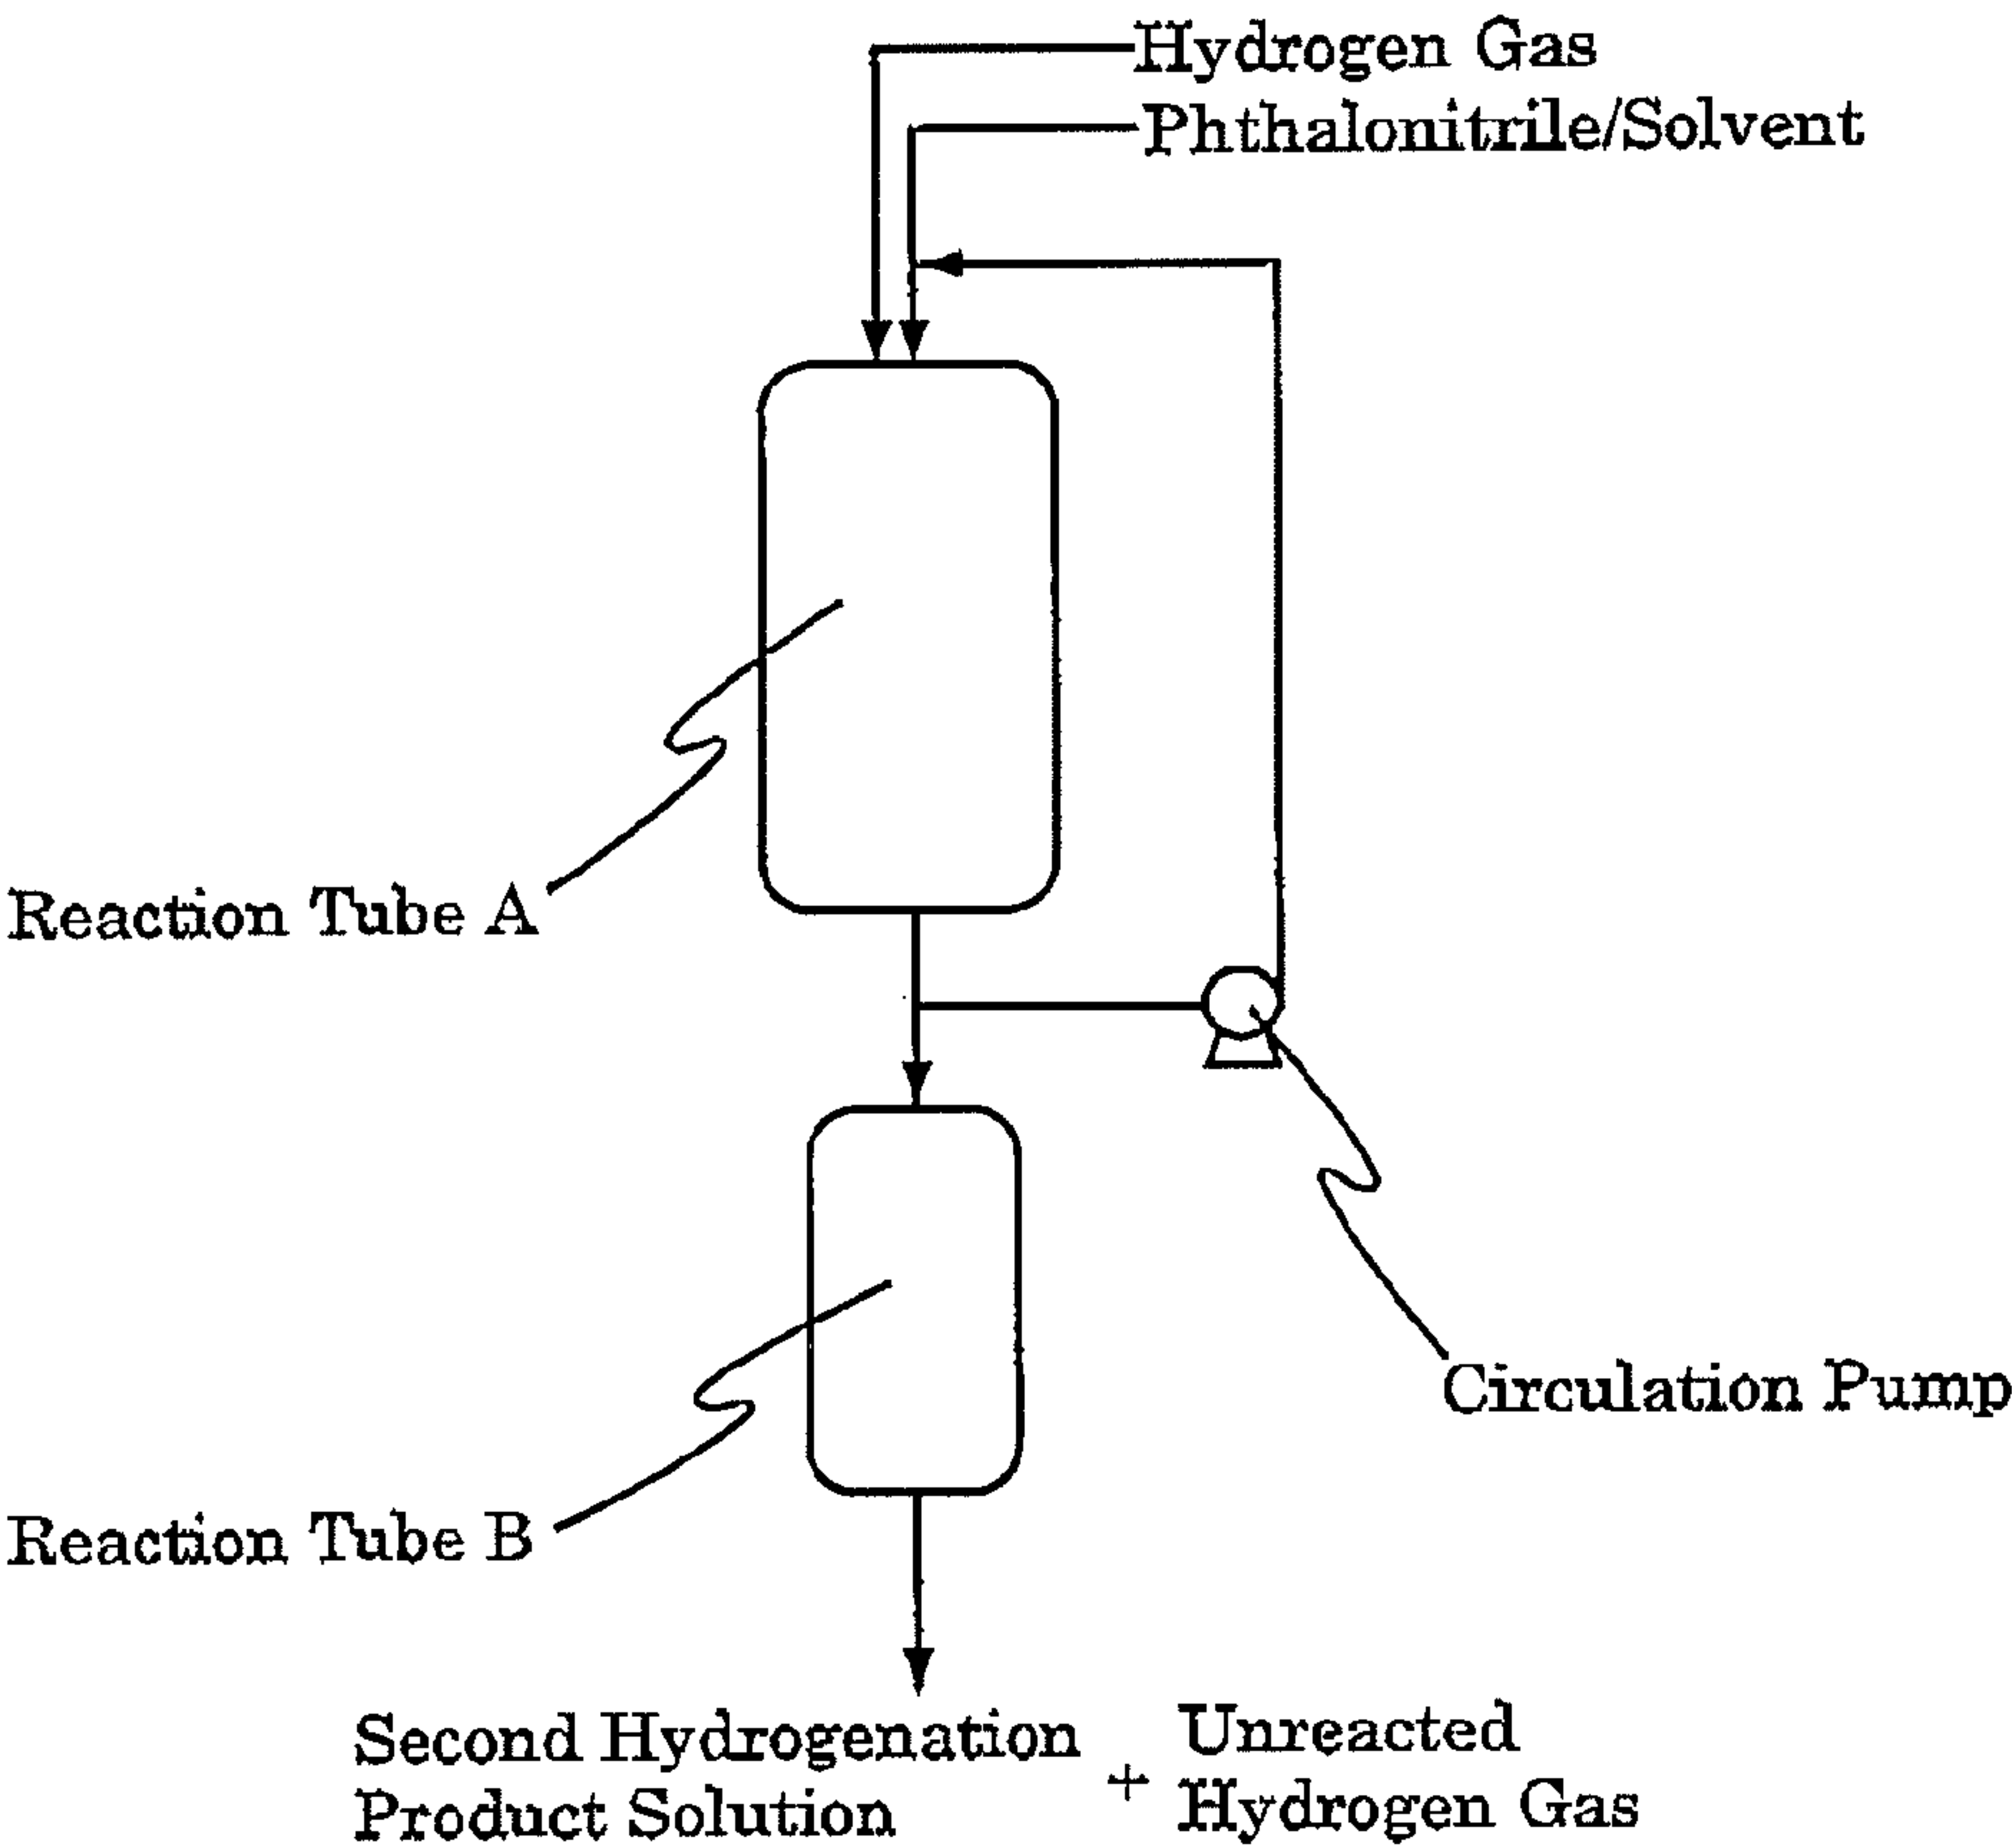 Hydrogen Gas
Phthalonitrile/Solvent
Reaction Tube A
Circulation Pump
Reaction Tube B
Second Hydrogenation
Product Solution
+
Unreacted
Hydrogen Gas